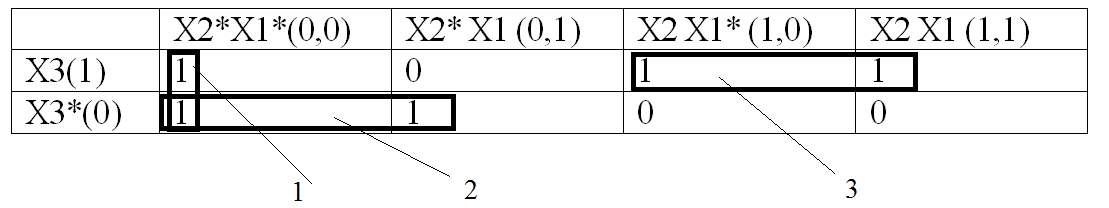 X2*X1*(0,0) X2* X1 (0,1) X2 X1* (1,0) X2 X1 (1,1)
X3(1) 1 0 1 1
X3*(0) 1 1 0 0
1 2 3